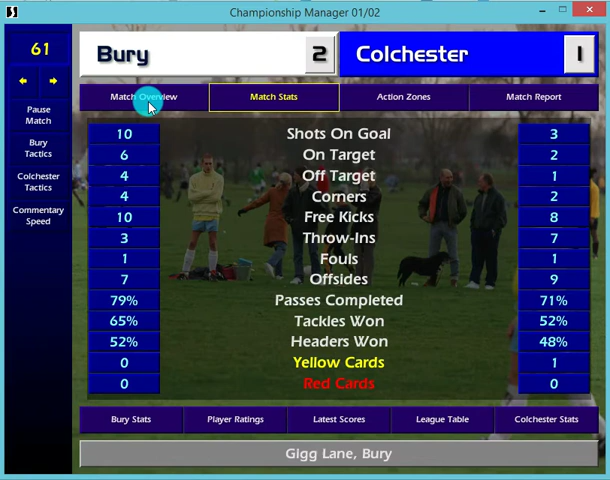 Championship Manager 01/02
61
Bury 2 Colchester 1
Match Overview Match Stats Action Zones Match Report
Pause
Match
Bury
Tactics
Colchester
Tactics
Commentary
Speed
10 Shots On Goal 3
6 On Target 2
4 Off Target 1
4 Corners 2
10 Free Kicks 8
3 Throw-Ins 7
1 Fouls 1
7 Offsides 9
79% Passes Completed 71%
65% Tackles Won 52%
52% Headers Won 48%
0 Yellow Cards 1
0 Red Cards 0
Bury Stats Player Ratings Latest Scores League Table Colchester Stats
Gigg Lane, Bury